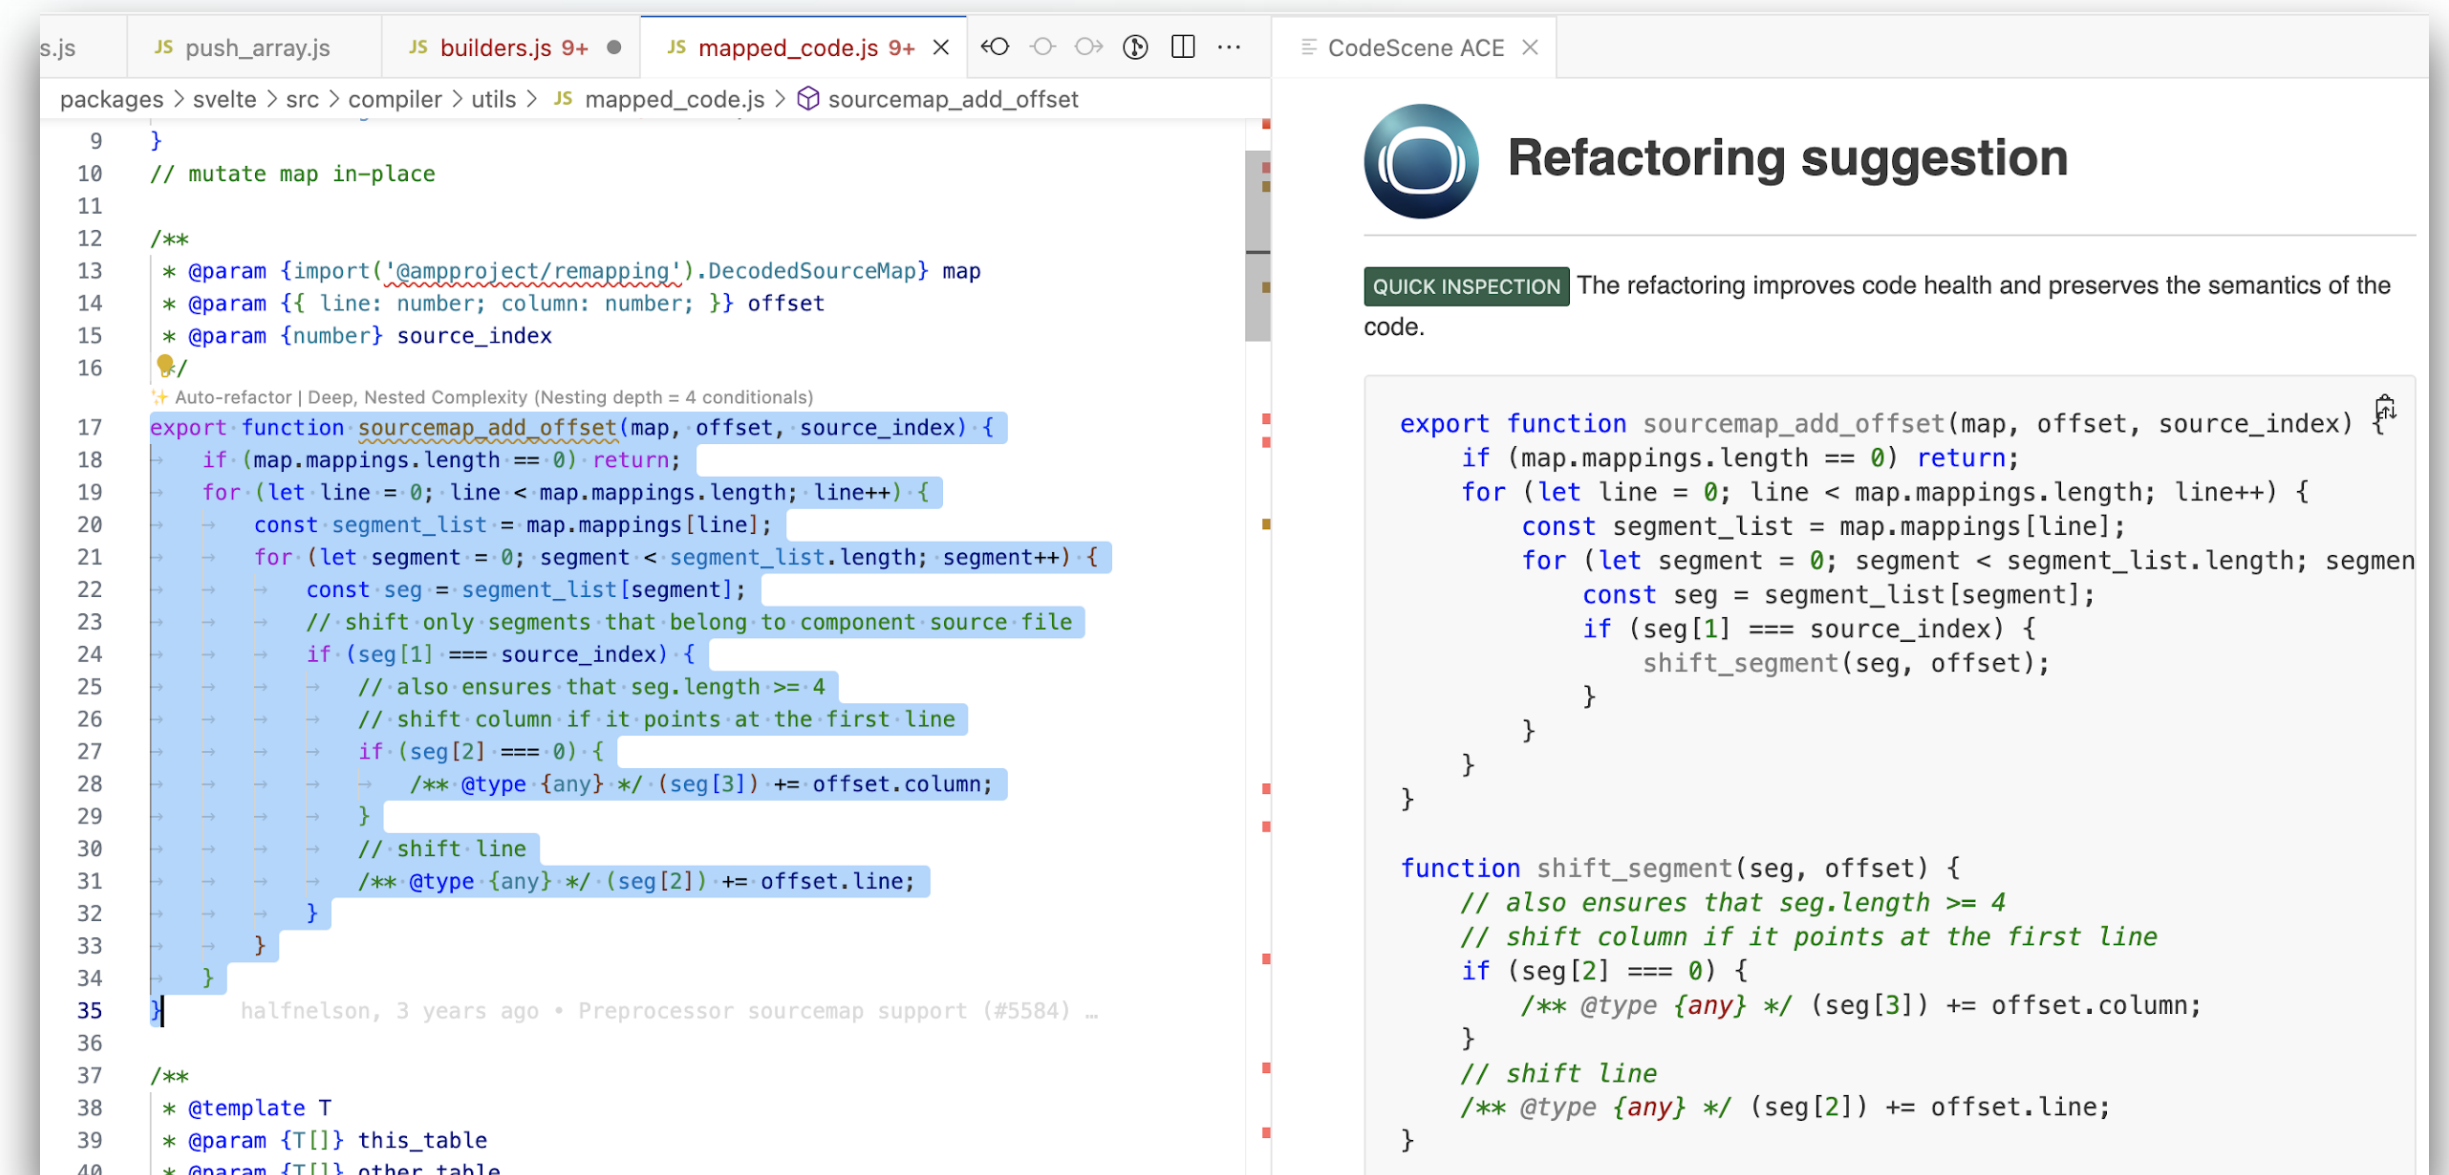 s.js
JS push_array.js
JS builders.js 9+
JS mapped_code.js 9+
CodeScene ACE
packages > svelte > src > compiler > utils > JS mapped_code.js > sourcemap_add_offset
9 }
10 // mutate map in-place
11
12 /**
13 * @param {import('@ampproject/remapping').DecodedSourceMap} map
14 * @param {{ line: number; column: number; }} offset
15 * @param {number} source_index
16 */
Auto-refactor | Deep, Nested Complexity (Nesting depth = 4 conditionals)
17 export function sourcemap_add_offset(map, offset, source_index) {
18 if (map.mappings.length == 0) return;
19 for (let line = 0; line < map.mappings.length; line++) {
20 const segment_list = map.mappings[line];
21 for (let segment = 0; segment < segment_list.length; segment++) {
22 const seg = segment_list[segment];
23 // shift only segments that belong to component source file
24 if (seg[1] === source_index) {
25 // also ensures that seg.length >= 4
26 // shift column if it points at the first line
27 if (seg[2] === 0) {
28 /** @type {any} */ (seg[3]) += offset.column;
29 }
30 // shift line
31 /** @type {any} */ (seg[2]) += offset.line;
32 }
33 }
34 }
35 } halfnelson, 3 years ago • Preprocessor sourcemap support (#5584) …
36
37 /**
38 * @template T
39 * @param {T[]} this_table
40 * @param {T[]} other_table
Refactoring suggestion
QUICK INSPECTION The refactoring improves code health and preserves the semantics of the
code.
export function sourcemap_add_offset(map, offset, source_index) {
if (map.mappings.length == 0) return;
for (let line = 0; line < map.mappings.length; line++) {
const segment_list = map.mappings[line];
for (let segment = 0; segment < segment_list.length; segmen
const seg = segment_list[segment];
if (seg[1] === source_index) {
shift_segment(seg, offset);
}
}
}
}
function shift_segment(seg, offset) {
// also ensures that seg.length >= 4
// shift column if it points at the first line
if (seg[2] === 0) {
/** @type {any} */ (seg[3]) += offset.column;
}
// shift line
/** @type {any} */ (seg[2]) += offset.line;
}